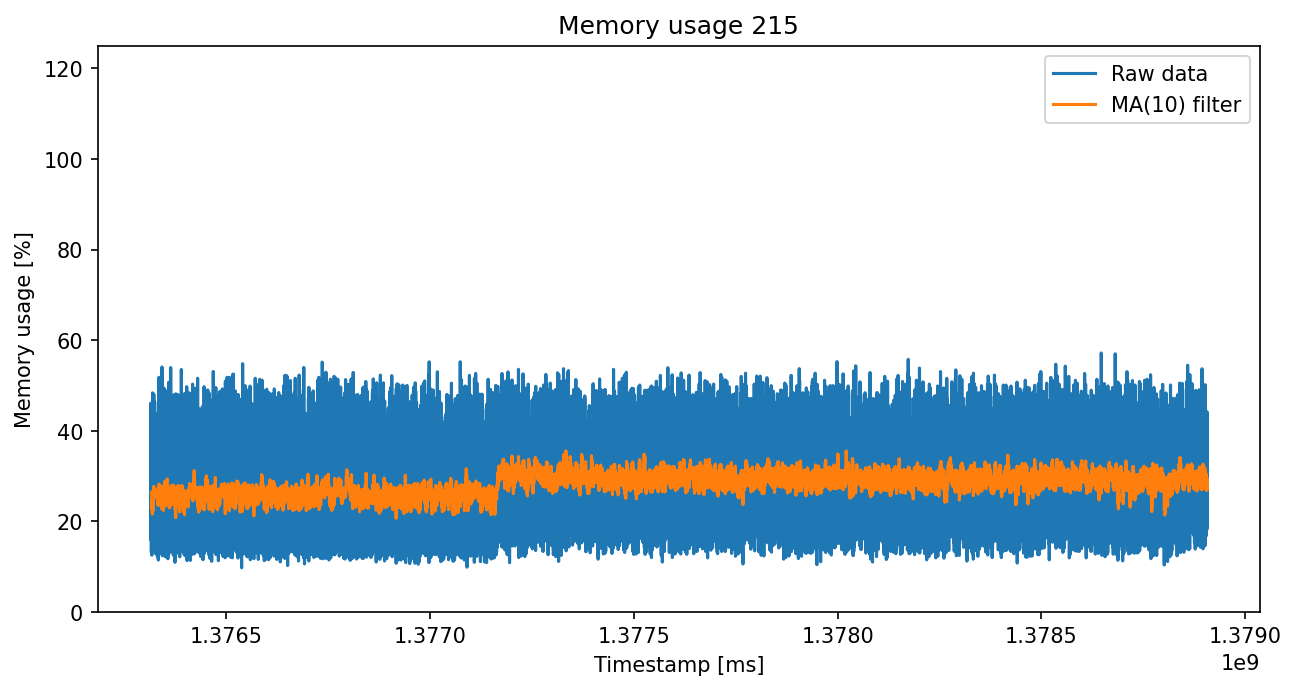 Memory usage 215
Raw data
MA(10) filter
Memory usage [%]
120
100
80
60
40
20
0
1.3765
1.3770
1.3775
1.3780
1.3785
1.3790
1e9
Timestamp [ms]